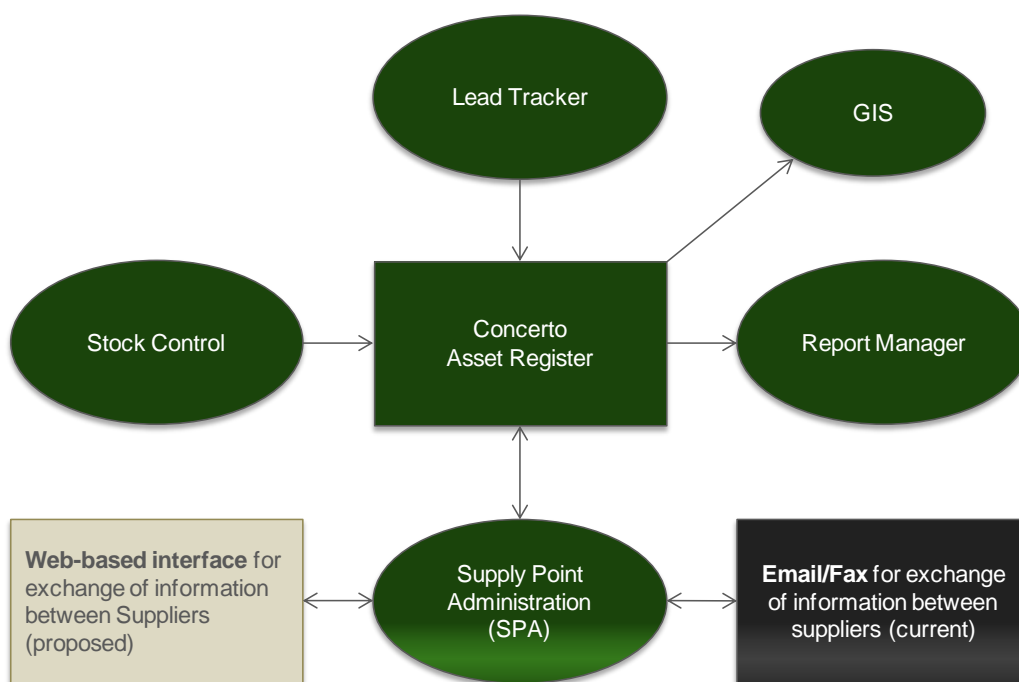 Lead Tracker
GIS
Stock Control
Concerto
Asset Register
Report Manager
Web-based interface for
exchange of information
between Suppliers
(proposed)
Supply Point
Administration
(SPA)
Email/Fax for exchange
of information between
suppliers (current)